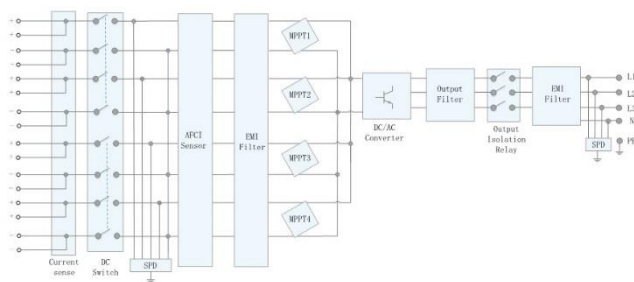 MPPT1
MPPT2
MPPT3
MPPT4
AFCI
Sensor
EMI
Filter
DC/AC
Converter
Output
Filter
Output
Isolation
Relay
EMI
Filter
L1
L2
L3
N
PE
SPD
SPD
Current
sense
DC
Switch